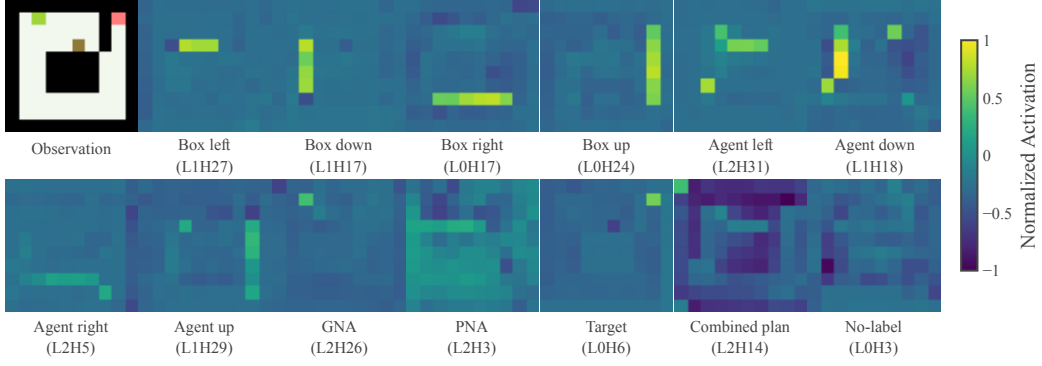 Observation
Box left
(L1H27)
Box down
(L1H17)
Box right
(L0H17)
Box up
(L0H24)
Agent left
(L2H31)
Agent down
(L1H18)
Agent right
(L2H5)
Agent up
(L1H29)
GNA
(L2H26)
PNA
(L2H3)
Target
(L0H6)
Combined plan
(L2H14)
No-label
(L0H3)
1
0.5
0
−0.5
−1
Normalized Activation